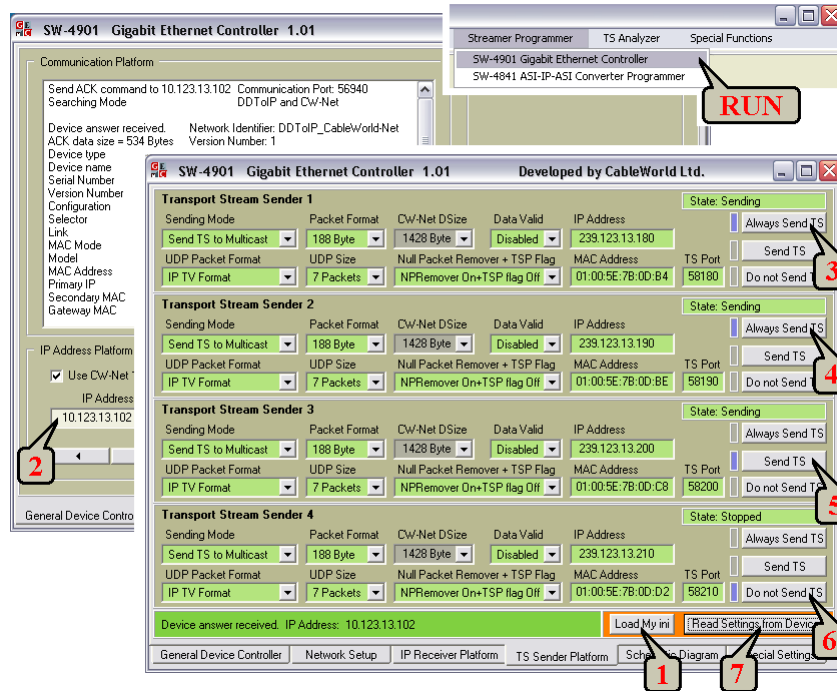 SW-4901 Gigabit Ethernet Controller 1.01
Streamer Programmer TS Analyzer Special Functions
SW-4901 Gigabit Ethernet Controller
SW-4841 ASI-IP-ASI Converter Programmer
RUN
Communication Platform
Send ACK command to 10.123.13.102 Communication Port: 56940
Searching Mode DDToIP and CW-Net
Device answer received. Network Identifier: DDToIP_CableWorld-Net
ACK data size = 534 Bytes Version Number: 1
Device type
Device name
Serial Number
Version Number
Configuration
Selector
Link
MAC Mode
Model
MAC Address
Primary IP
Secondary MAC
Gateway MAC
IP Address Platform
Use CW-Net
IP Address
10.123.13.102
2
General Device Contro
SW-4901 Gigabit Ethernet Controller 1.01 Developed by CableWorld Ltd.
Transport Stream Sender 1 State: Sending
Sending Mode Packet Format CW-Net DSize Data Valid IP Address Always Send TS
Send TS to Multicast 188 Byte 1428 Byte Disabled 239.123.13.180
UDP Packet Format UDP Size Null Packet Remover + TSP Flag MAC Address TS Port Send TS
IP TV Format 7 Packets NPRemover On+TSP flag Off 01:00:5E:7B:0D:B4 58180 Do not Send T
3
Transport Stream Sender 2 State: Sending
Sending Mode Packet Format CW-Net DSize Data Valid IP Address Always Send TS
Send TS to Multicast 188 Byte 1428 Byte Disabled 239.123.13.190
UDP Packet Format UDP Size Null Packet Remover + TSP Flag MAC Address TS Port Send TS
IP TV Format 7 Packets NPRemover On+TSP flag Off 01:00:5E:7B:0D:BE 58190 Do not Send T
4
Transport Stream Sender 3 State: Sending
Sending Mode Packet Format CW-Net DSize Data Valid IP Address Always Send TS
Send TS to Multicast 188 Byte 1428 Byte Disabled 239.123.13.200
UDP Packet Format UDP Size Null Packet Remover + TSP Flag MAC Address TS Port Send TS
IP TV Format 7 Packets NPRemover On+TSP flag Off 01:00:5E:7B:0D:C8 58200 Do not Send T
5
Transport Stream Sender 4 State: Stopped
Sending Mode Packet Format CW-Net DSize Data Valid IP Address Always Send TS
Send TS to Multicast 188 Byte 1428 Byte Disabled 239.123.13.210
UDP Packet Format UDP Size Null Packet Remover + TSP Flag MAC Address TS Port Send TS
IP TV Format 7 Packets NPRemover On+TSP flag Off 01:00:5E:7B:0D:D2 58210 Do not Send TS
6
Device answer received. IP Address: 10.123.13.102 Load My ini Read Settings from Device
General Device Controller Network Setup IP Receiver Platform TS Sender Platform Diagram Settings
1 7